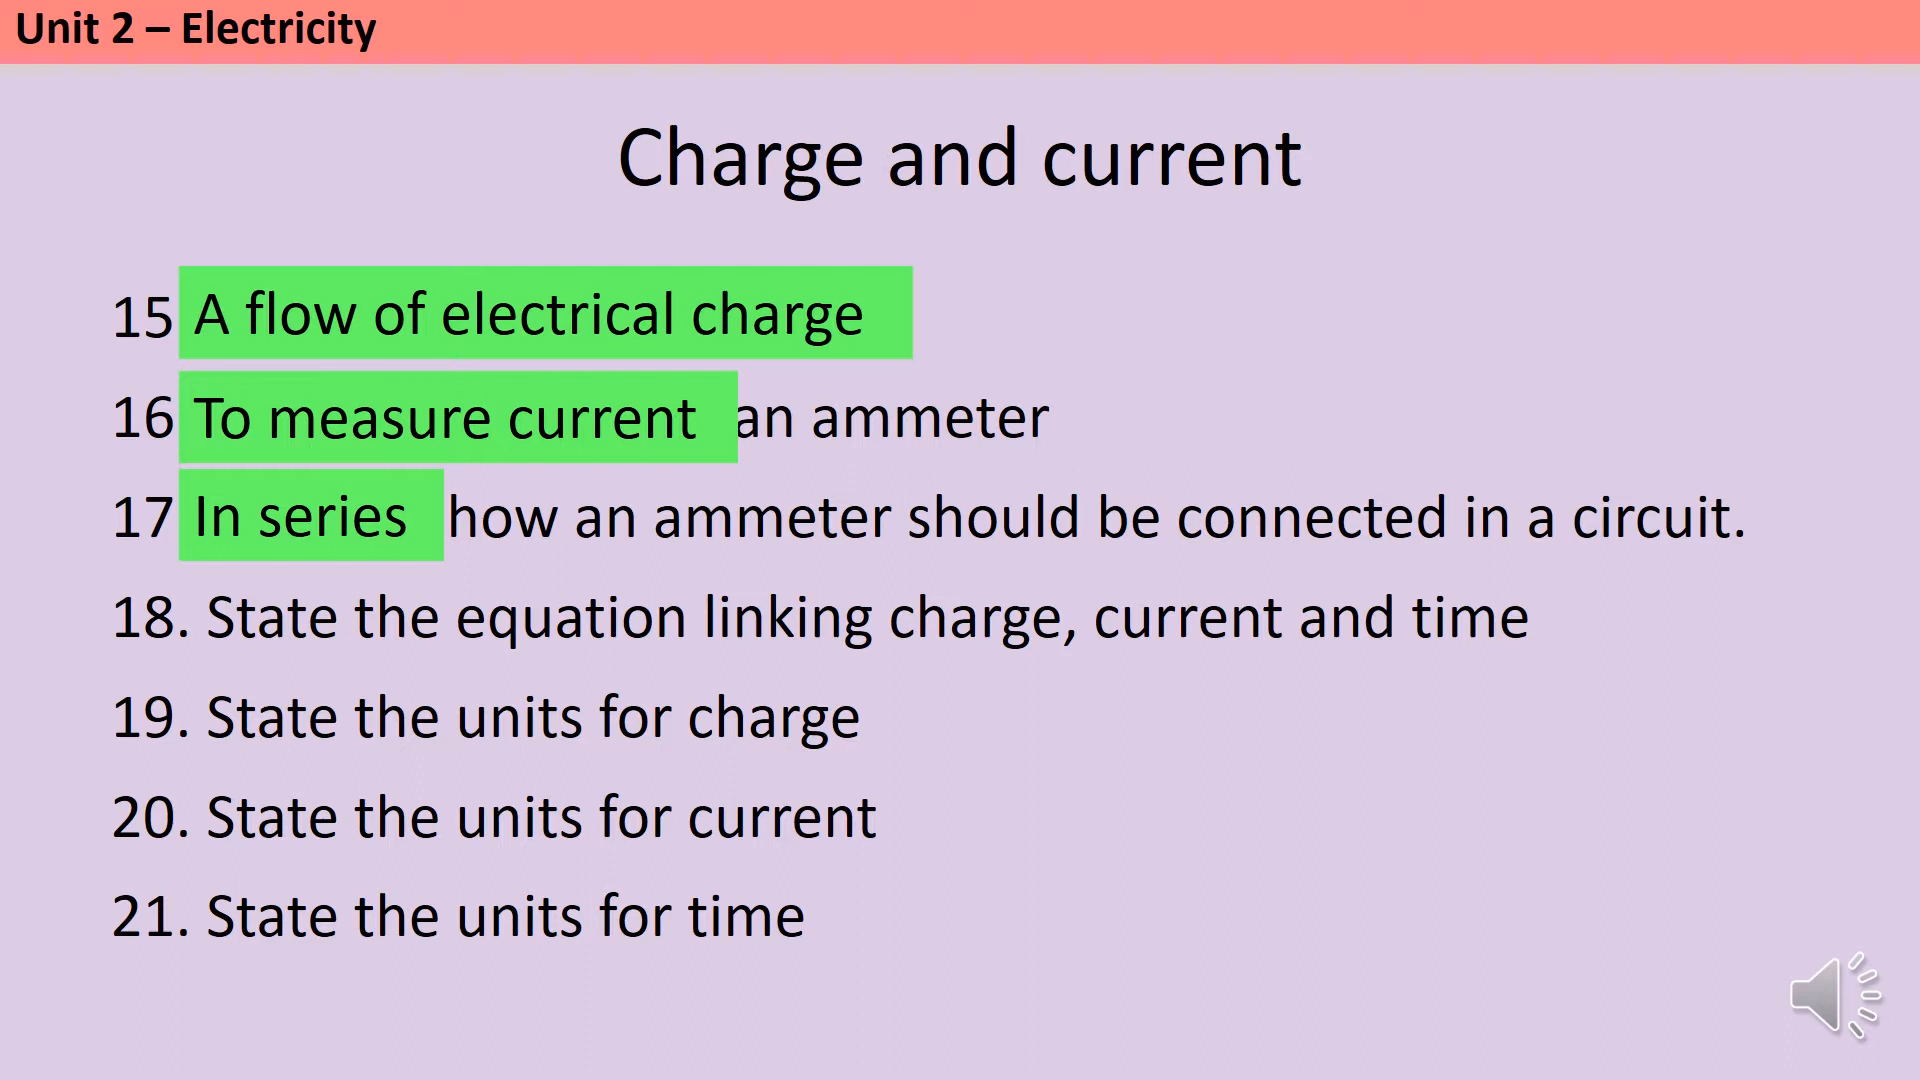 Unit 2 – Electricity
Charge and current
15 A flow of electrical charge
16 To measure current an ammeter
17 In series how an ammeter should be connected in a circuit.
18. State the equation linking charge, current and time
19. State the units for charge
20. State the units for current
21. State the units for time